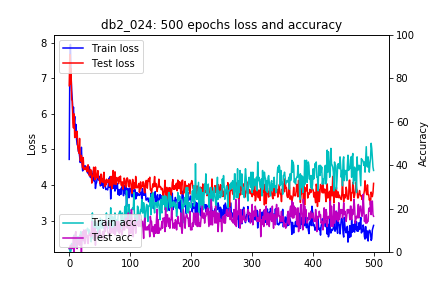 db2_024: 500 epochs loss and accuracy
Train loss
Test loss
Train acc
Test acc
Loss
8
7
6
5
4
3
Accuracy
100
80
60
40
20
0
0 100 200 300 400 500